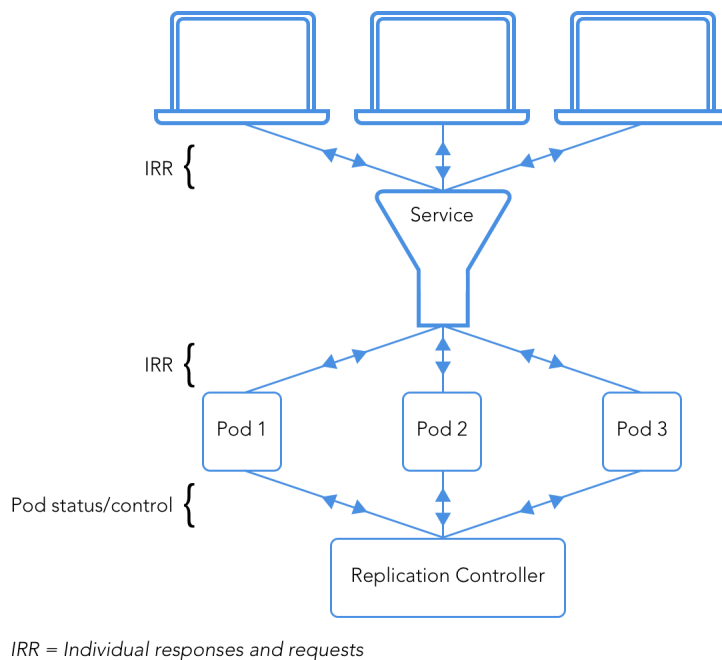 IRR {
Service
IRR {
Pod 1
Pod 2
Pod 3
Pod status/control {
Replication Controller
IRR = Individual responses and requests